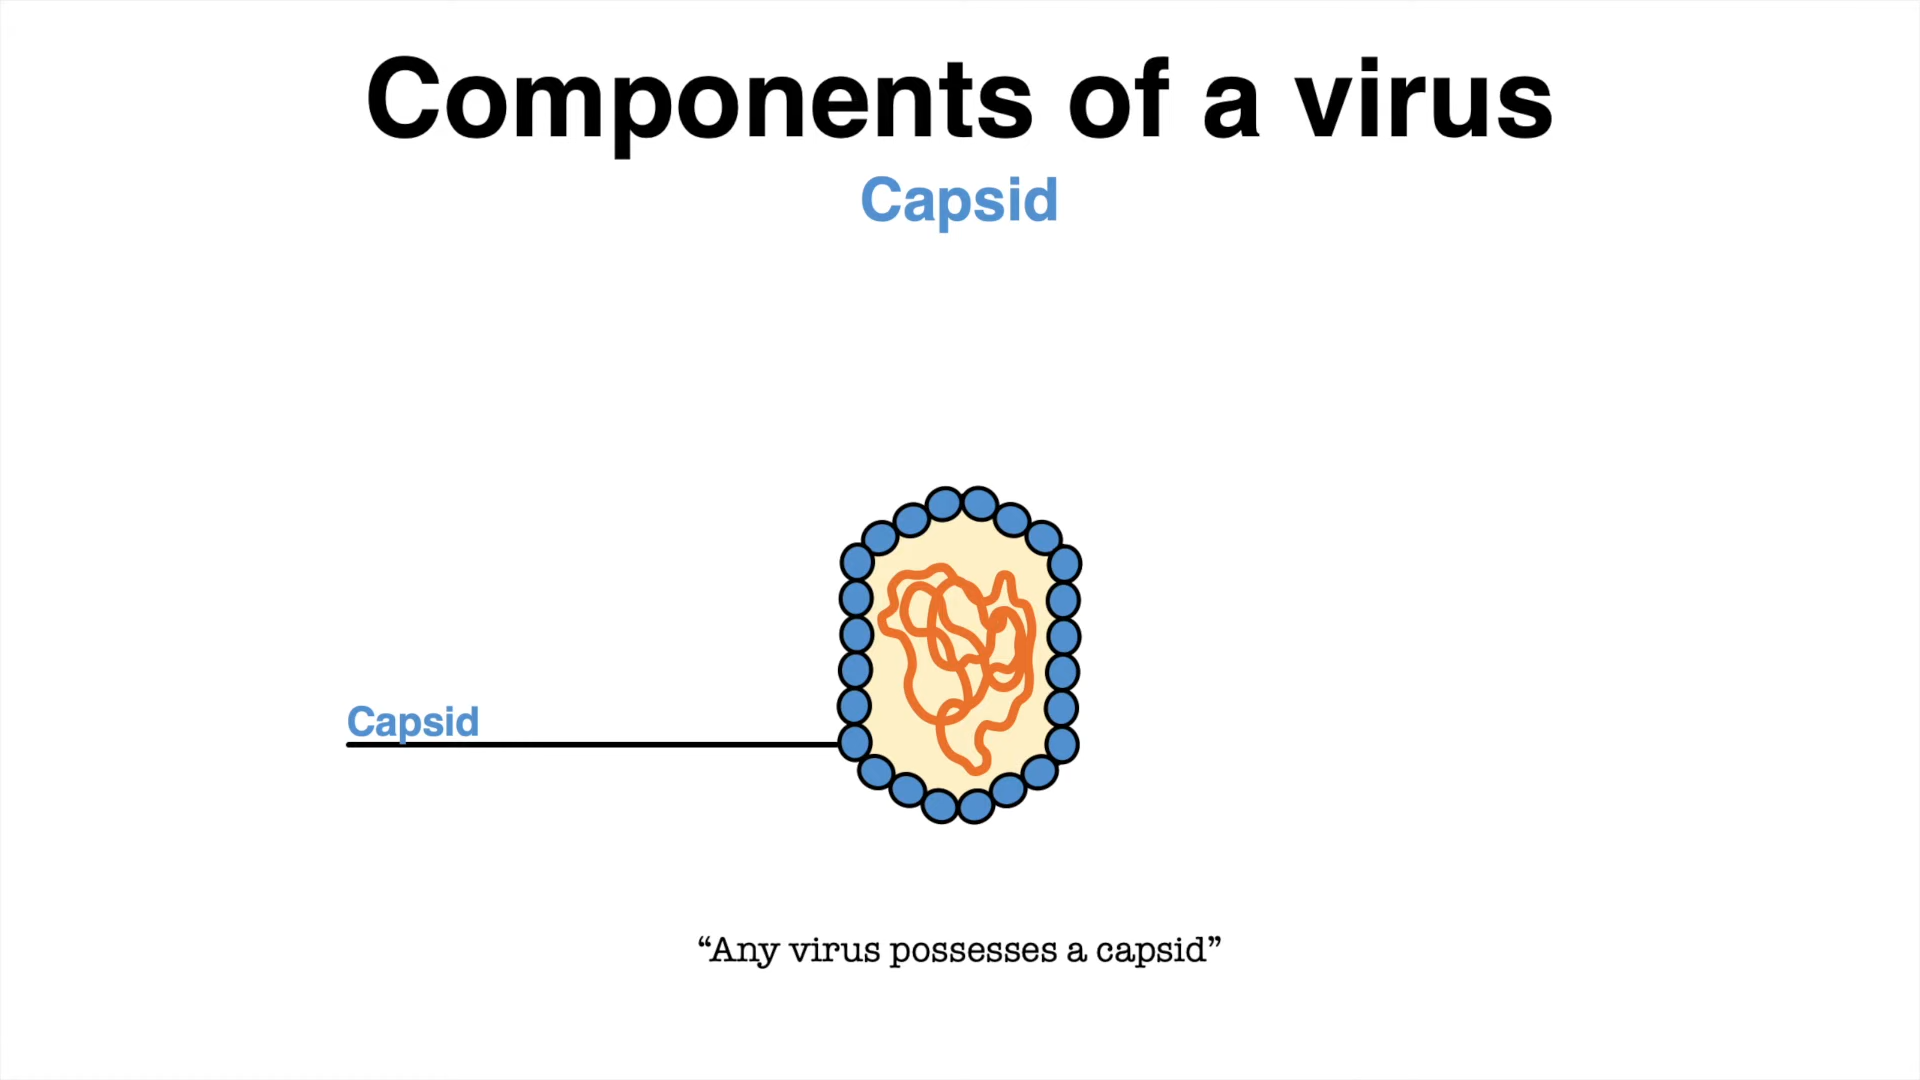 Components of a virus
Capsid
Capsid
“Any virus possesses a capsid”